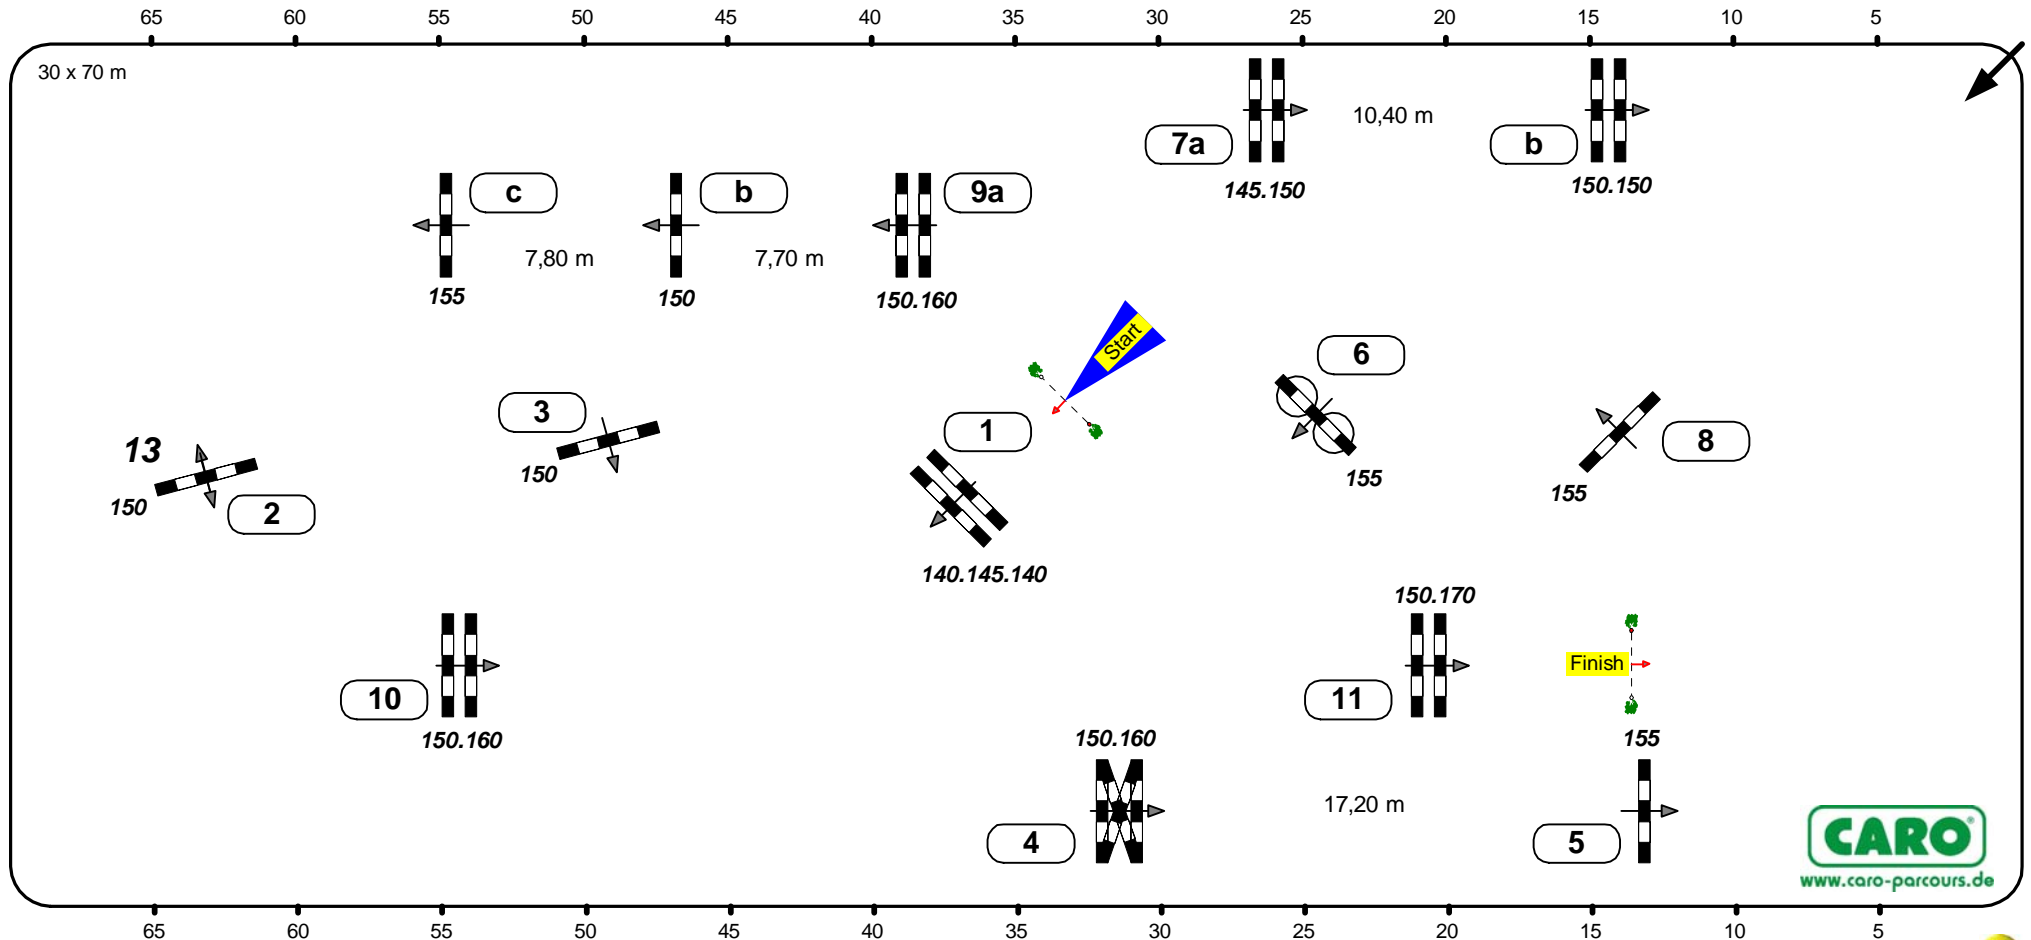 65 60 55 50 45 40 35 30 25 20 15 10 5
30 x 70 m
7a 10,40 m b
145.150 150.150
c b 9a
7,80 m 7,70 m
155 150 150.160
Start
6
3 1
13 8
150 155
150 2 155
140.145.140
150.170
Finish
10 11
150.160 150.160 155
17,20 m
4 5
CARO®
www.caro-parcours.de
65 60 55 50 45 40 35 30 25 20 15 10 5